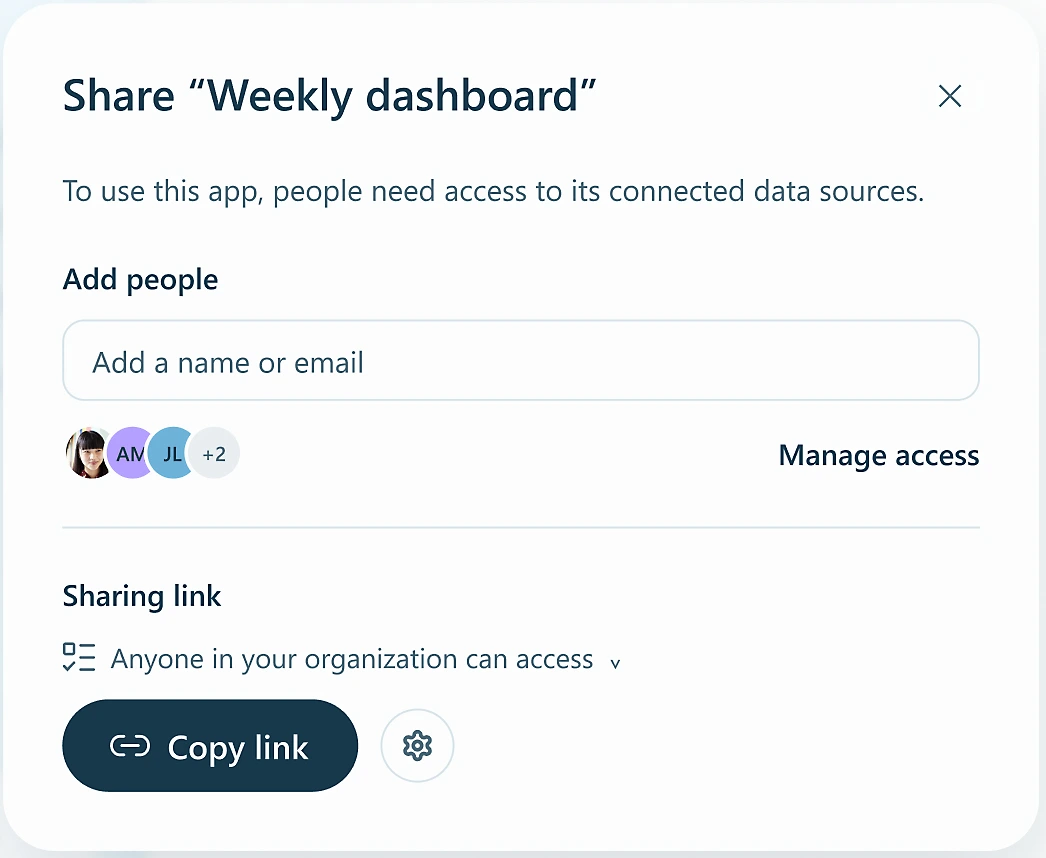 Share “Weekly dashboard”
To use this app, people need access to its connected data sources.
Add people
Add a name or email
AM JL +2
Manage access
Sharing link
Anyone in your organization can access
Copy link